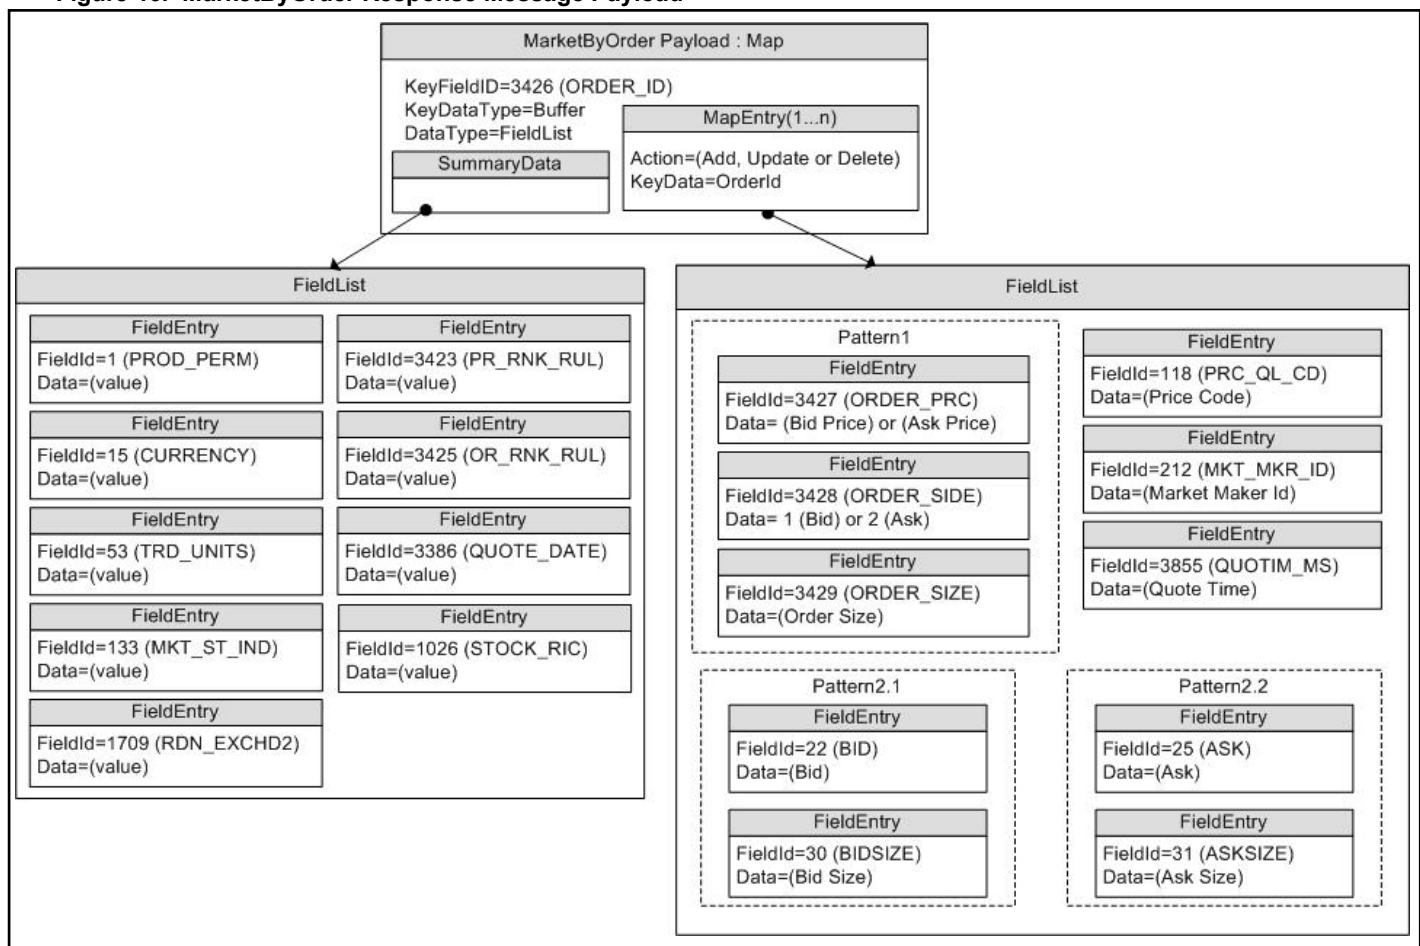 Figure 16. MarketByOrder Response Message Payload
MarketByOrder Payload : Map
KeyFieldID=3426 (ORDER_ID)
KeyDataType=Buffer
DataType=FieldList
SummaryData
MapEntry(1...n)
Action=(Add, Update or Delete)
KeyData=OrderId
FieldList
FieldEntry
FieldId=1 (PROD_PERM)
Data=(value)
FieldEntry
FieldId=3423 (PR_RNK_RUL)
Data=(value)
FieldEntry
FieldId=15 (CURRENCY)
Data=(value)
FieldEntry
FieldId=3425 (OR_RNK_RUL)
Data=(value)
FieldEntry
FieldId=53 (TRD_UNITS)
Data=(value)
FieldEntry
FieldId=3386 (QUOTE_DATE)
Data=(value)
FieldEntry
FieldId=133 (MKT_ST_IND)
Data=(value)
FieldEntry
FieldId=1026 (STOCK_RIC)
Data=(value)
FieldEntry
FieldId=1709 (RDN_EXCHD2)
Data=(value)
FieldList
Pattern1
FieldEntry
FieldId=3427 (ORDER_PRC)
Data= (Bid Price) or (Ask Price)
FieldEntry
FieldId=3428 (ORDER_SIDE)
Data= 1 (Bid) or 2 (Ask)
FieldEntry
FieldId=3429 (ORDER_SIZE)
Data=(Order Size)
FieldEntry
FieldId=118 (PRC_QL_CD)
Data=(Price Code)
FieldEntry
FieldId=212 (MKT_MKR_ID)
Data=(Market Maker Id)
FieldEntry
FieldId=3855 (QUOTIM_MS)
Data=(Quote Time)
Pattern2.1
FieldEntry
FieldId=22 (BID)
Data=(Bid)
FieldEntry
FieldId=30 (BIDSIZE)
Data=(Bid Size)
Pattern2.2
FieldEntry
FieldId=25 (ASK)
Data=(Ask)
FieldEntry
FieldId=31 (ASKSIZE)
Data=(Ask Size)